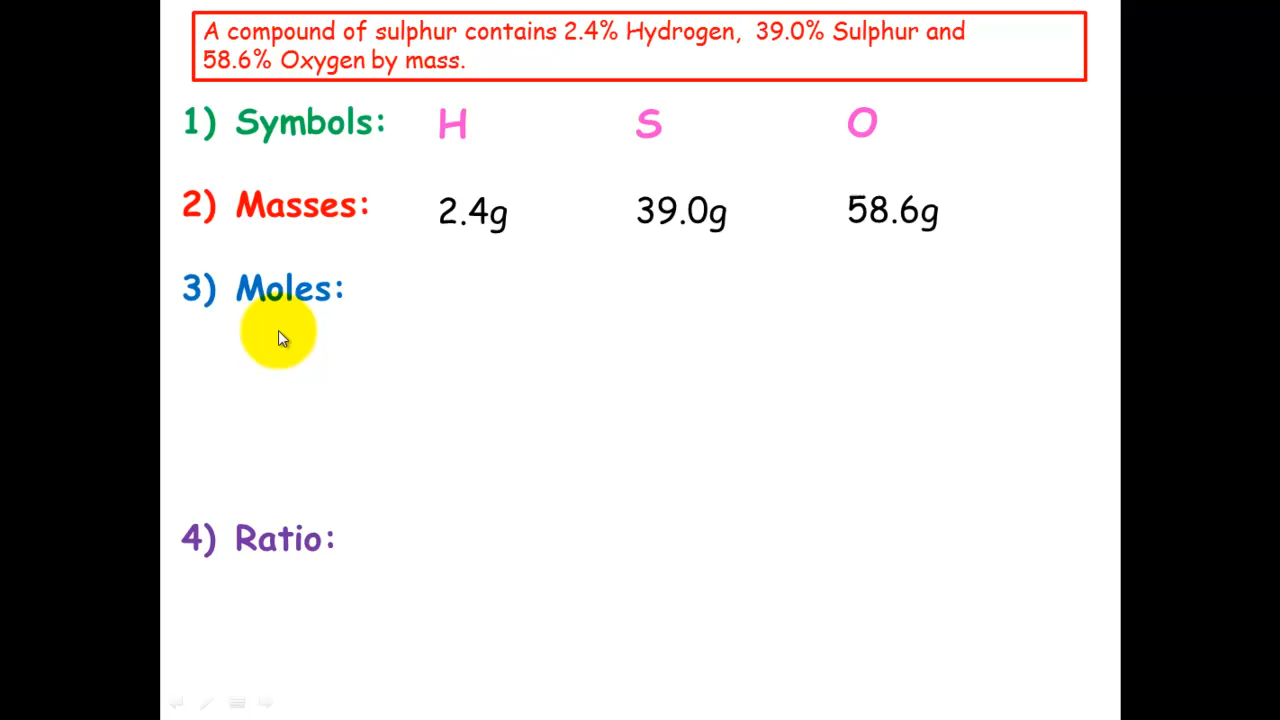 A compound of sulphur contains 2.4% Hydrogen, 39.0% Sulphur and
58.6% Oxygen by mass.
1) Symbols: H S O
2) Masses: 2.4g 39.0g 58.6g
3) Moles:
4) Ratio: